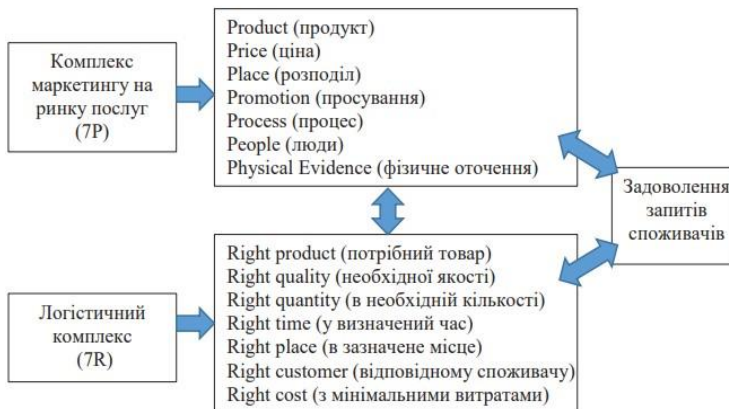 Комплекс
маркетингу на
ринку послуг
(7P)
Product (продукт)
Price (ціна)
Place (розподіл)
Promotion (просування)
Process (процес)
People (люди)
Physical Evidence (фізичне оточення)
Задоволення
запитів
споживачів
Логістичний
комплекс
(7R)
Right product (потрібний товар)
Right quality (необхідної якості)
Right quantity (в необхідній кількості)
Right time (у визначений час)
Right place (в зазначене місце)
Right customer (відповідному споживачу)
Right cost (з мінімальними витратами)